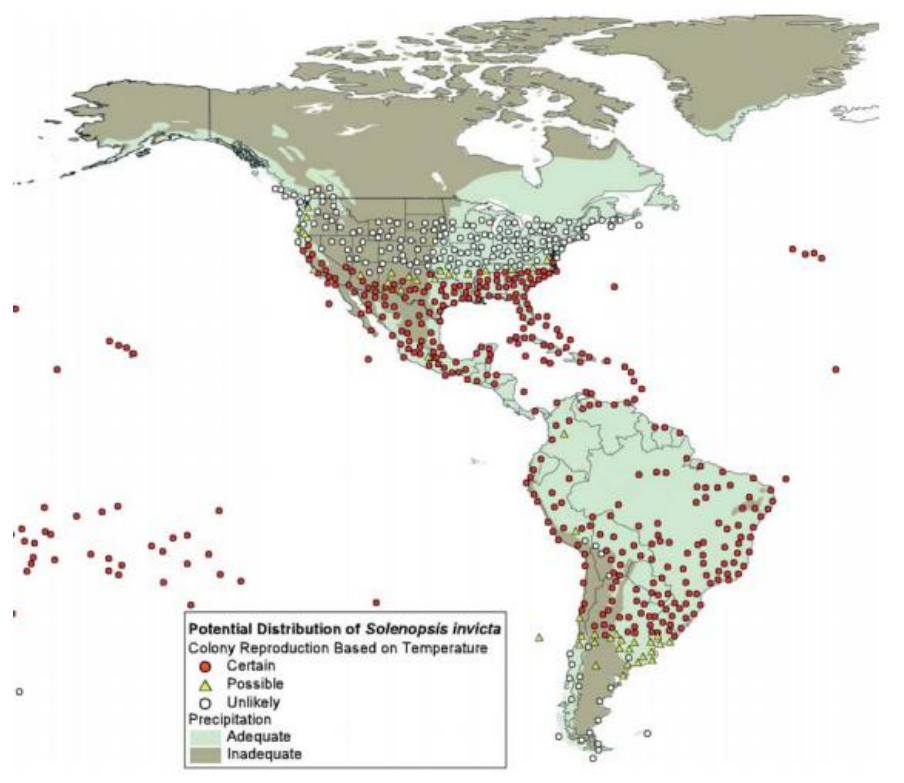 Potential Distribution of Solenopsis invicta
Colony Reproduction Based on Temperature
Certain
Possible
Unlikely
Precipitation
Adequate
Inadequate